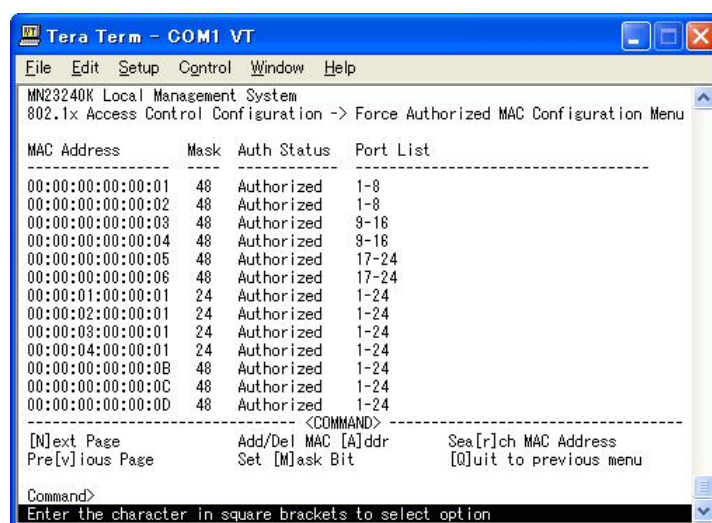 Tera Term - COM1 VT
File Edit Setup Control Window Help
MN23240K Local Management System
802.1x Access Control Configuration -> Force Authorized MAC Configuration Menu
MAC Address Mask Auth Status Port List
----------------- ---- ------------ ----------------------------------
00:00:00:00:00:01 48 Authorized 1-8
00:00:00:00:00:02 48 Authorized 1-8
00:00:00:00:00:03 48 Authorized 9-16
00:00:00:00:00:04 48 Authorized 9-16
00:00:00:00:00:05 48 Authorized 17-24
00:00:00:00:00:06 48 Authorized 17-24
00:00:01:00:00:01 24 Authorized 1-24
00:00:02:00:00:01 24 Authorized 1-24
00:00:03:00:00:01 24 Authorized 1-24
00:00:04:00:00:01 24 Authorized 1-24
00:00:00:00:00:0B 48 Authorized 1-24
00:00:00:00:00:0C 48 Authorized 1-24
00:00:00:00:00:0D 48 Authorized 1-24
-------------------------------- <COMMAND> ----------------------------------
[N]ext Page Add/Del MAC [A]ddr Sea[r]ch MAC Address
Pre[v]ious Page Set [M]ask Bit [Q]uit to previous menu
Command>
Enter the character in square brackets to select option